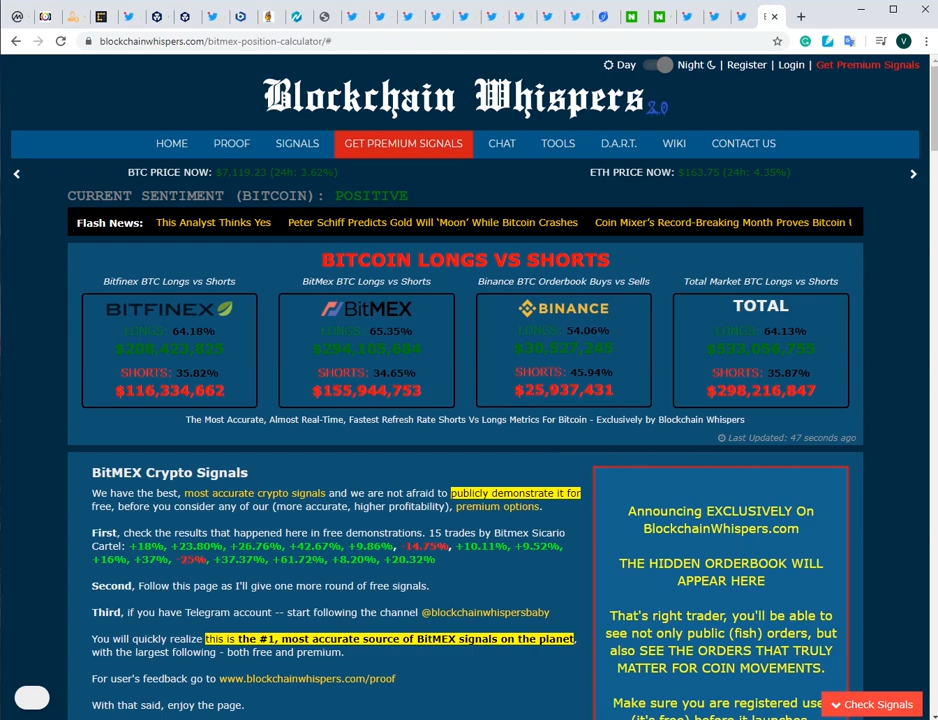 blockchainwhispers.com/bitmex-position-calculator/#
Day Night | Register | Login | Get Premium Signals
Blockchain Whispers 2.0
HOME PROOF SIGNALS GET PREMIUM SIGNALS CHAT TOOLS D.A.R.T. WIKI CONTACT US
BTC PRICE NOW: $7,119.23 (24h: 3.62%) ETH PRICE NOW: $163.75 (24h: 4.35%)
CURRENT SENTIMENT (BITCOIN): POSITIVE
Flash News: This Analyst Thinks Yes Peter Schiff Predicts Gold Will ‘Moon’ While Bitcoin Crashes Coin Mixer’s Record-Breaking Month Proves Bitcoin
BITCOIN LONGS VS SHORTS
Bitfinex BTC Longs vs Shorts BitMex BTC Longs vs Shorts Binance BTC Orderbook Buys vs Sells Total Market BTC Longs vs Shorts
BITFINEX BitMEX BINANCE TOTAL
LONGS: 64.18% LONGS: 65.35% LONGS: 54.06% LONGS: 64.13%
$208,423,825 $294,105,684 $30,527,245 $533,056,755
SHORTS: 35.82% SHORTS: 34.65% SHORTS: 45.94% SHORTS: 35.87%
$116,334,662 $155,944,753 $25,937,431 $298,216,847
The Most Accurate, Almost Real-Time, Fastest Refresh Rate Shorts Vs Longs Metrics For Bitcoin - Exclusively by Blockchain Whispers
Last Updated: 47 seconds ago
BitMEX Crypto Signals
We have the best, most accurate crypto signals and we are not afraid to publicly demonstrate it for
free, before you consider any of our (more accurate, higher profitability), premium options.
First, check the results that happened here in free demonstrations. 15 trades by Bitmex Sicario
Cartel: +18%, +23.80%, +26.76%, +42.67%, +9.86%, -14.75%, +10.11%, +9.52%,
+16%, +37%, -25%, +37.37%, +61.72%, +8.20%, +20.32%
Second, Follow this page as I'll give one more round of free signals.
Third, if you have Telegram account -- start following the channel @blockchainwhispersbaby
You will quickly realize this is the #1, most accurate source of BitMEX signals on the planet,
with the largest following - both free and premium.
For user's feedback go to www.blockchainwhispers.com/proof
With that said, enjoy the page.
Announcing EXCLUSIVELY On
BlockchainWhispers.com
THE HIDDEN ORDERBOOK WILL
APPEAR HERE
That's right trader, you'll be able to
see not only public (fish) orders, but
also SEE THE ORDERS THAT TRULY
MATTER FOR COIN MOVEMENTS.
Make sure you are registered use
(it's free) before it launches
Check Signals